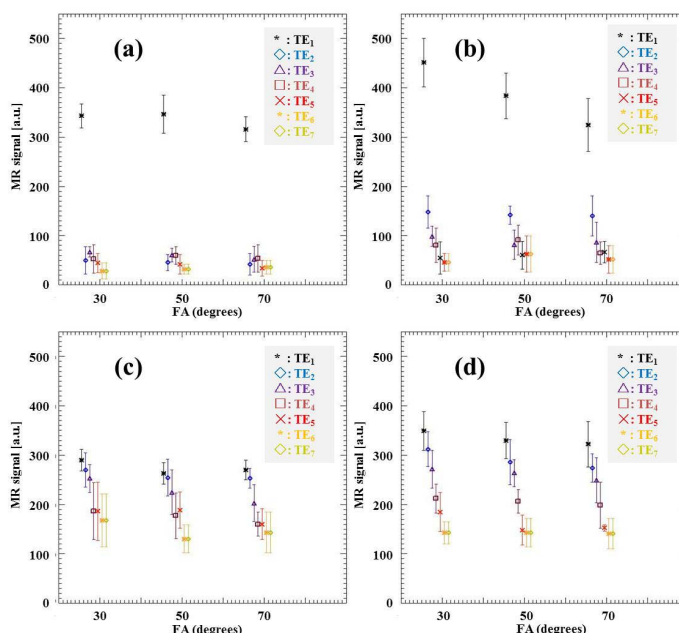 (a)
* : TE1
◇ : TE2
△ : TE3
□ : TE4
× : TE5
* : TE6
◇ : TE7
MR signal [a.u.]
500
400
300
200
100
0
30
50
70
FA (degrees)
(b)
* : TE1
◇ : TE2
△ : TE3
□ : TE4
× : TE5
* : TE6
◇ : TE7
MR signal [a.u.]
500
400
300
200
100
0
30
50
70
FA (degrees)
(c)
* : TE1
◇ : TE2
△ : TE3
□ : TE4
× : TE5
* : TE6
◇ : TE7
MR signal [a.u.]
500
400
300
200
100
0
30
50
70
FA (degrees)
(d)
* : TE1
◇ : TE2
△ : TE3
□ : TE4
× : TE5
* : TE6
◇ : TE7
MR signal [a.u.]
500
400
300
200
100
0
30
50
70
FA (degrees)